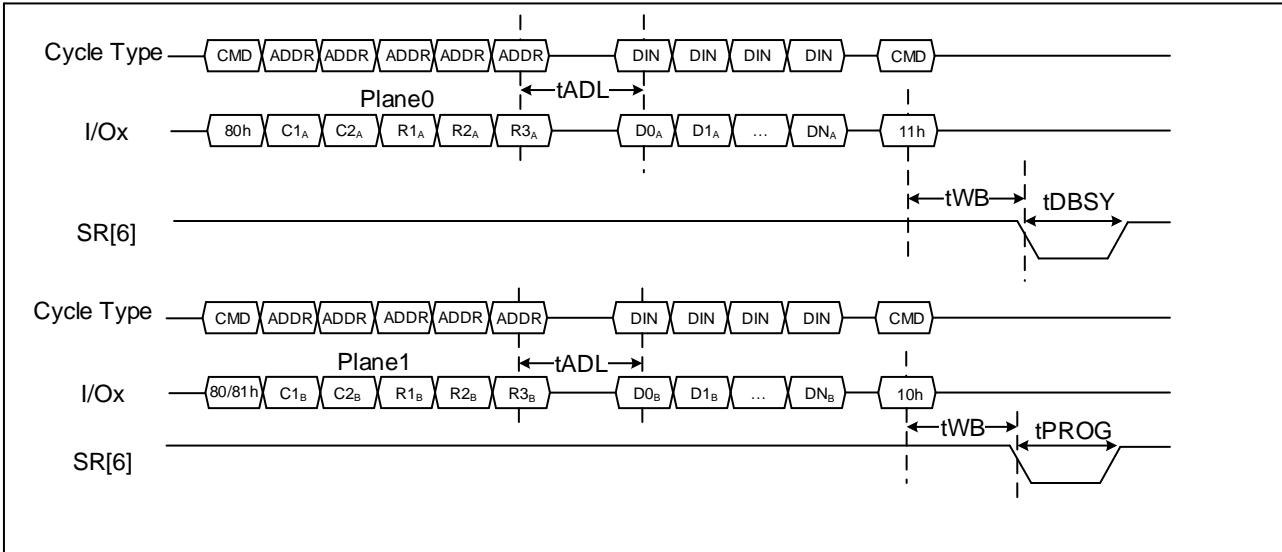 Cycle Type CMD ADDR ADDR ADDR ADDR ADDR DIN DIN DIN DIN CMD
Plane0 tADL
I/Ox 80h C1A C2A R1A R2A R3A D0A D1A … DNA 11h
tWB tDBSY
SR[6]
Cycle Type CMD ADDR ADDR ADDR ADDR ADDR DIN DIN DIN DIN CMD
Plane1 tADL
I/Ox 80/81h C1B C2B R1B R2B R3B D0B D1B … DNB 10h
tWB tPROG
SR[6]